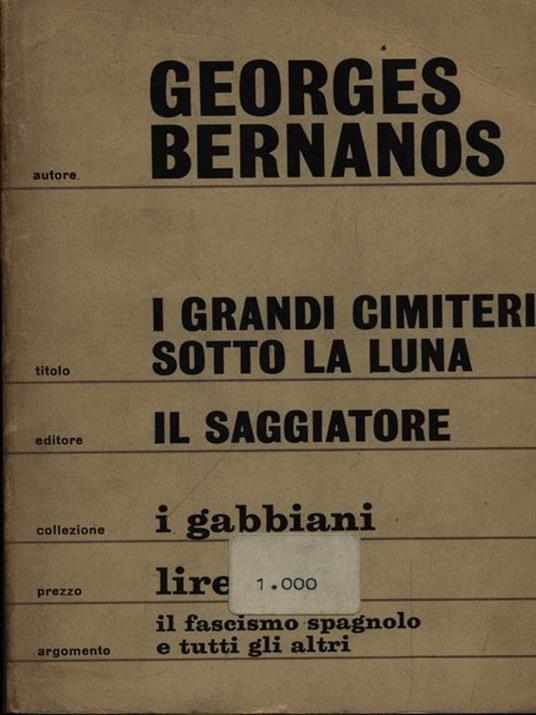 GEORGES
autore. BERNANOS
I GRANDI CIMITERI
titolo SOTTO LA LUNA
editore IL SAGGIATORE
collezione i gabbiani
prezzo lire 1.000
il fascismo spagnolo
argomento e tutti gli altri